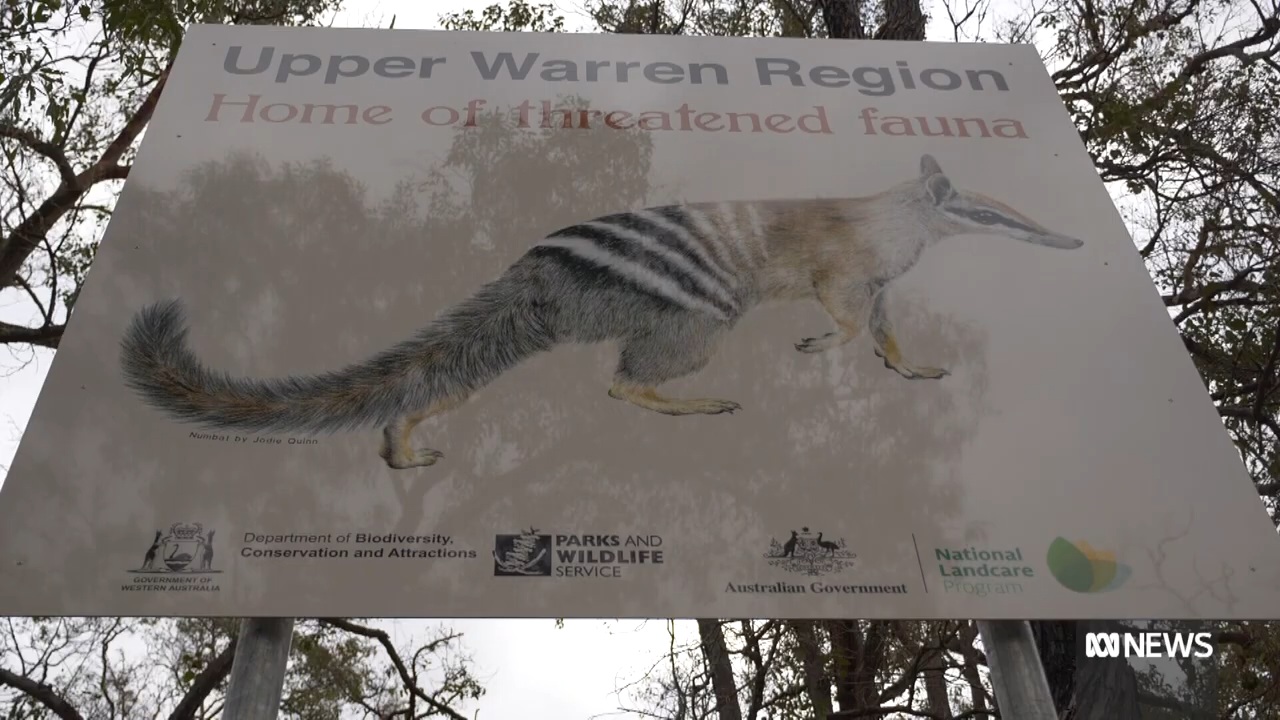 Upper Warren Region
Home of threatened fauna
Numbat by Jodie Quinn
GOVERNMENT OF
WESTERN AUSTRALIA
Department of Biodiversity,
Conservation and Attractions
PARKS AND
WILDLIFE
SERVICE
Australian Government
National
Landcare
Program
NEWS